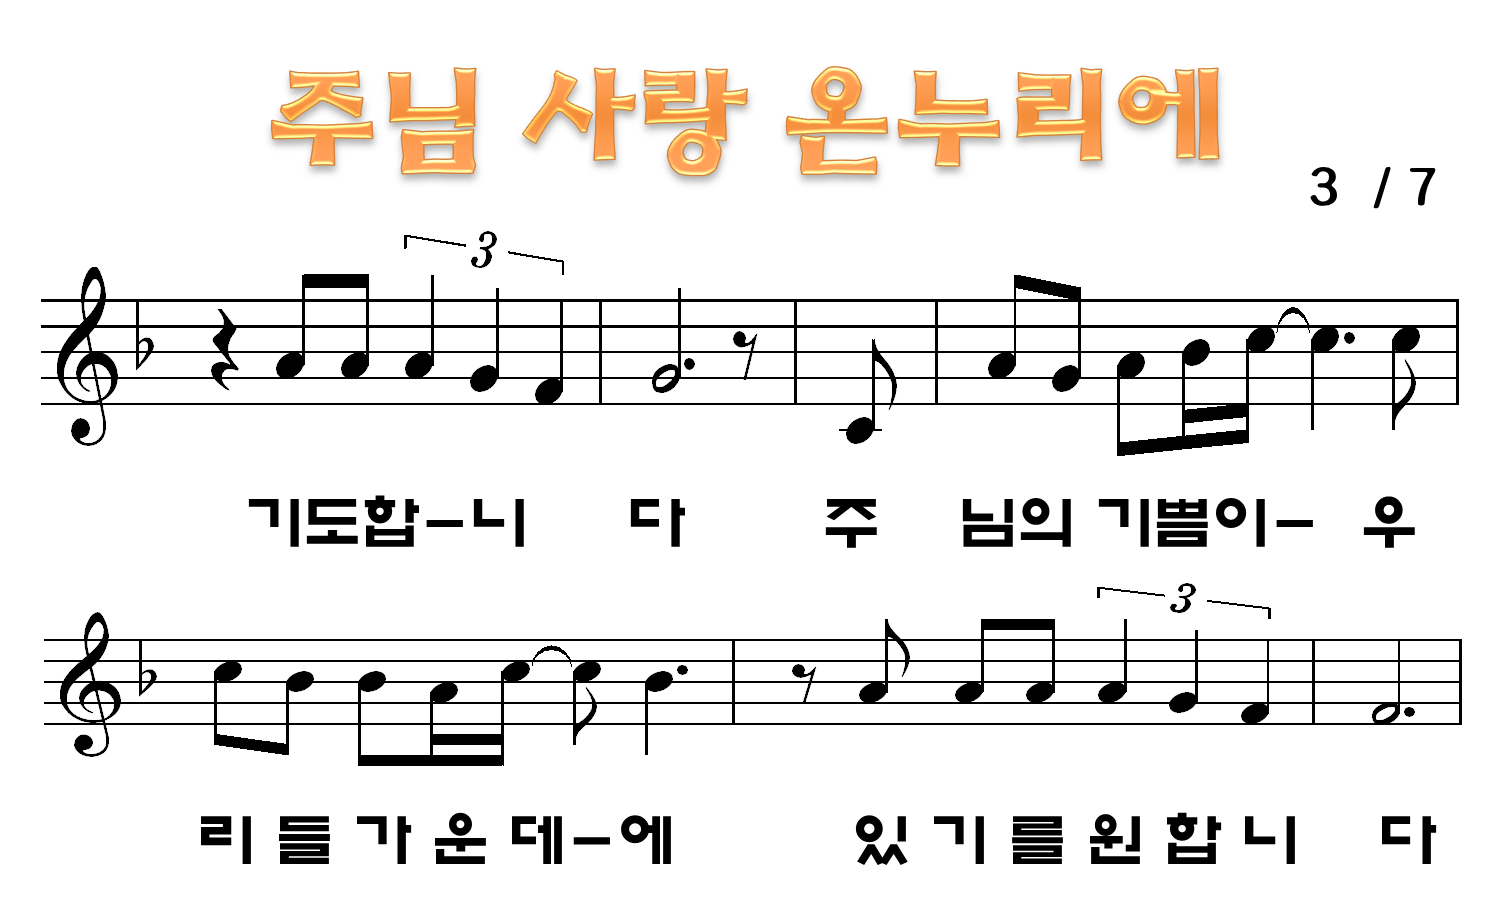 주님 사랑 온누리에
3 / 7
3
기도합-니 다 주 님의 기쁨이- 우
3
리 들 가 운 데-에 있 기 를 원 합 니 다